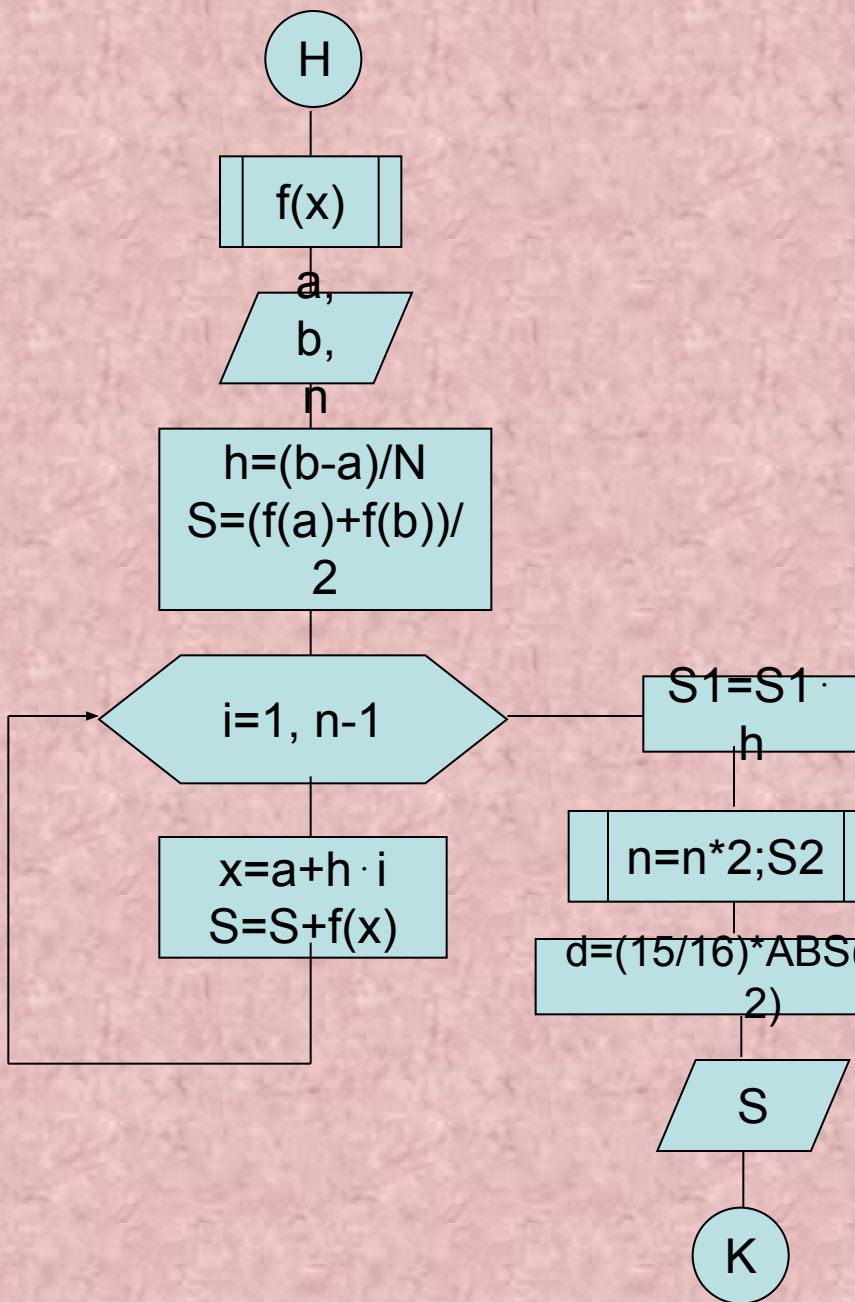 H
f(x)
a,
b,
n
h=(b-a)/N
S=(f(a)+f(b))/
2
i=1, n-1
x=a+h·i
S=S+f(x)
S1=S1·
h
n=n*2;S2
d=(15/16)*ABS(
2)
S
K